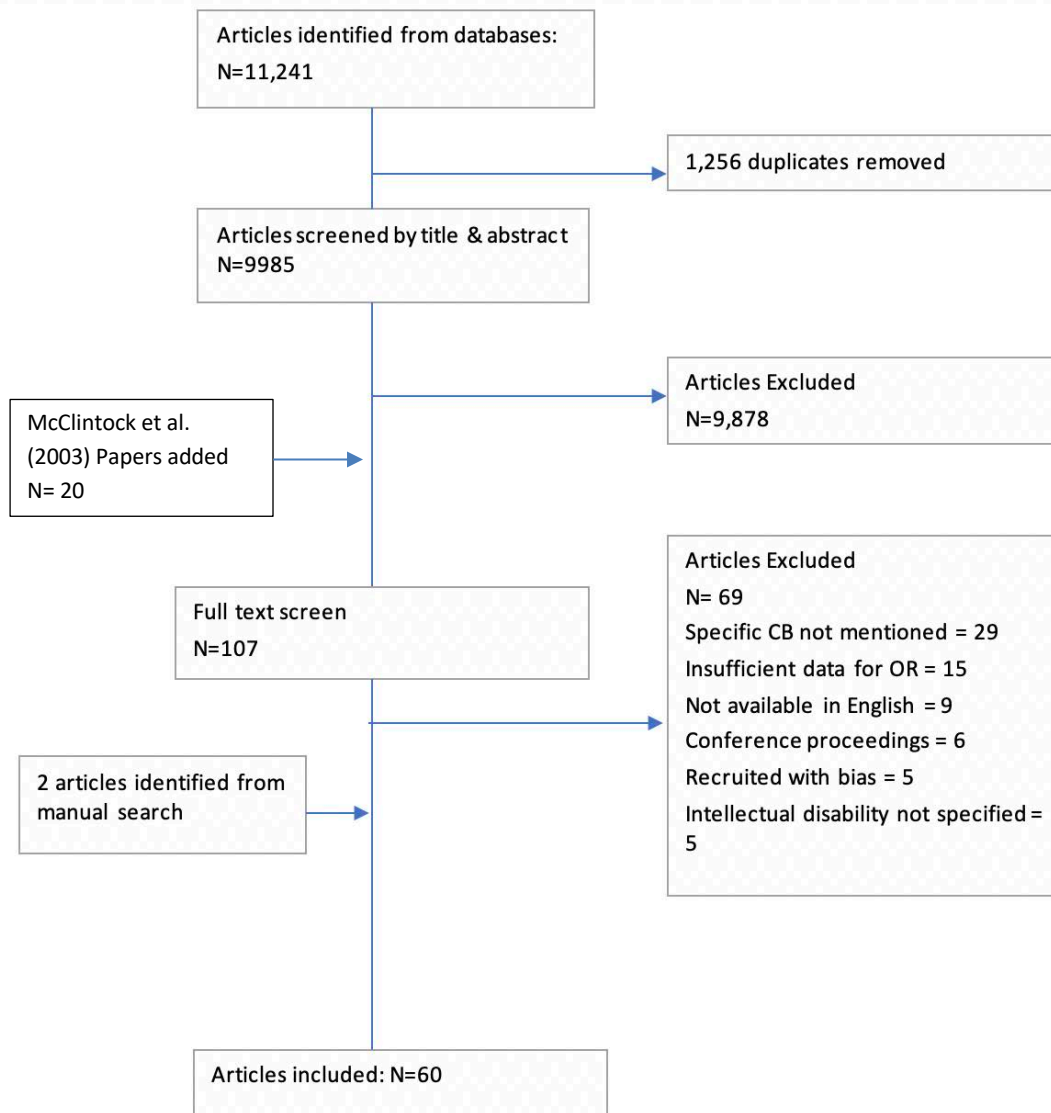 Articles identified from databases:
N=11,241
1,256 duplicates removed
Articles screened by title & abstract
N=9985
Articles Excluded
N=9,878
McClintock et al.
(2003) Papers added
N= 20
Full text screen
N=107
Articles Excluded
N= 69
Specific CB not mentioned = 29
Insufficient data for OR = 15
Not available in English = 9
Conference proceedings = 6
Recruited with bias = 5
Intellectual disability not specified =
5
2 articles identified from
manual search
Articles included: N=60